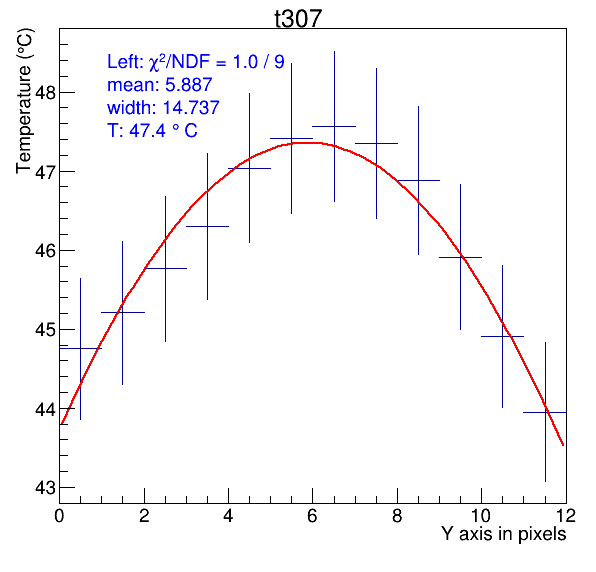 t307
Temperature (°C)
Left: χ²/NDF = 1.0 / 9
mean: 5.887
width: 14.737
T: 47.4 ° C
48
47
46
45
44
43
0 2 4 6 8 10 12
Y axis in pixels